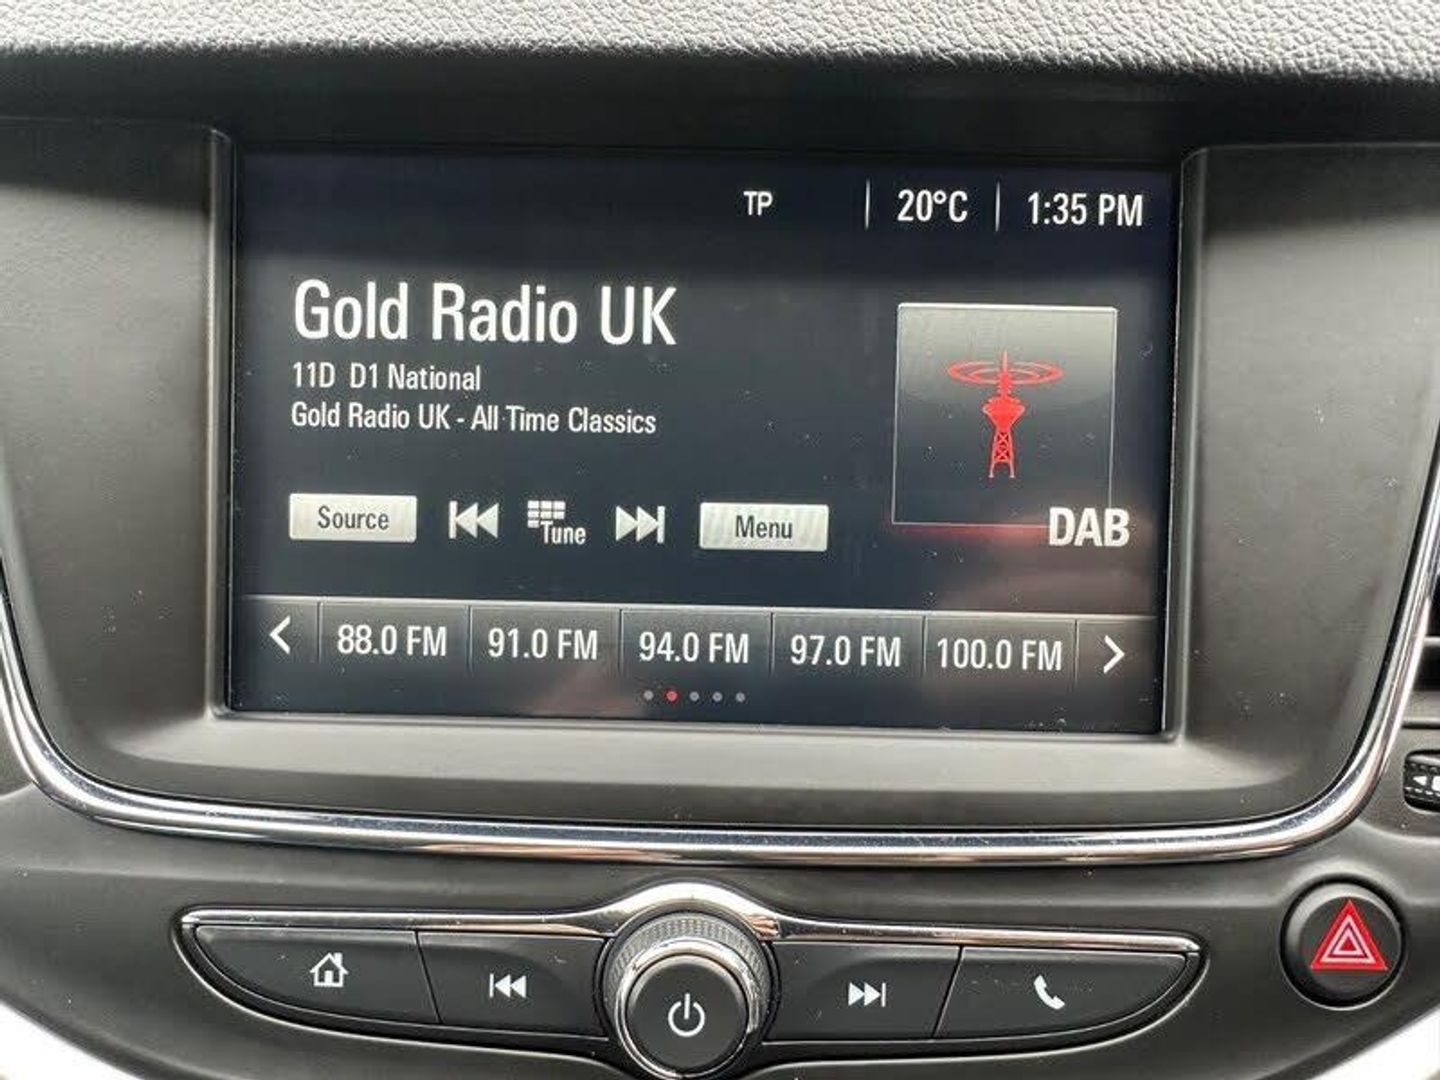 TP 20°C 1:35 PM
Gold Radio UK
11D D1 National
Gold Radio UK - All Time Classics
Source Tune Menu
DAB
88.0 FM 91.0 FM 94.0 FM 97.0 FM 100.0 FM